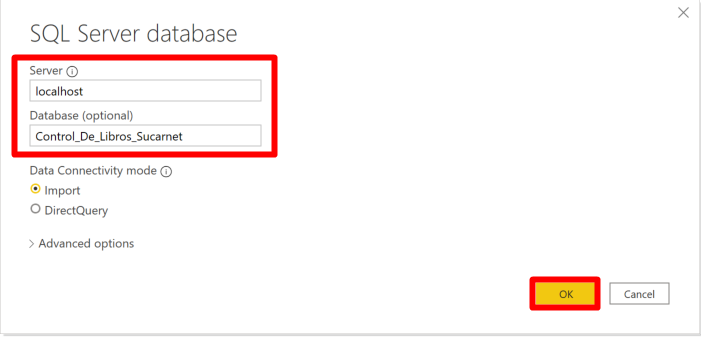 SQL Server database
Server
localhost
Database (optional)
Control_De_Libros_Sucarnet
Data Connectivity mode
Import
DirectQuery
Advanced options
OK
Cancel